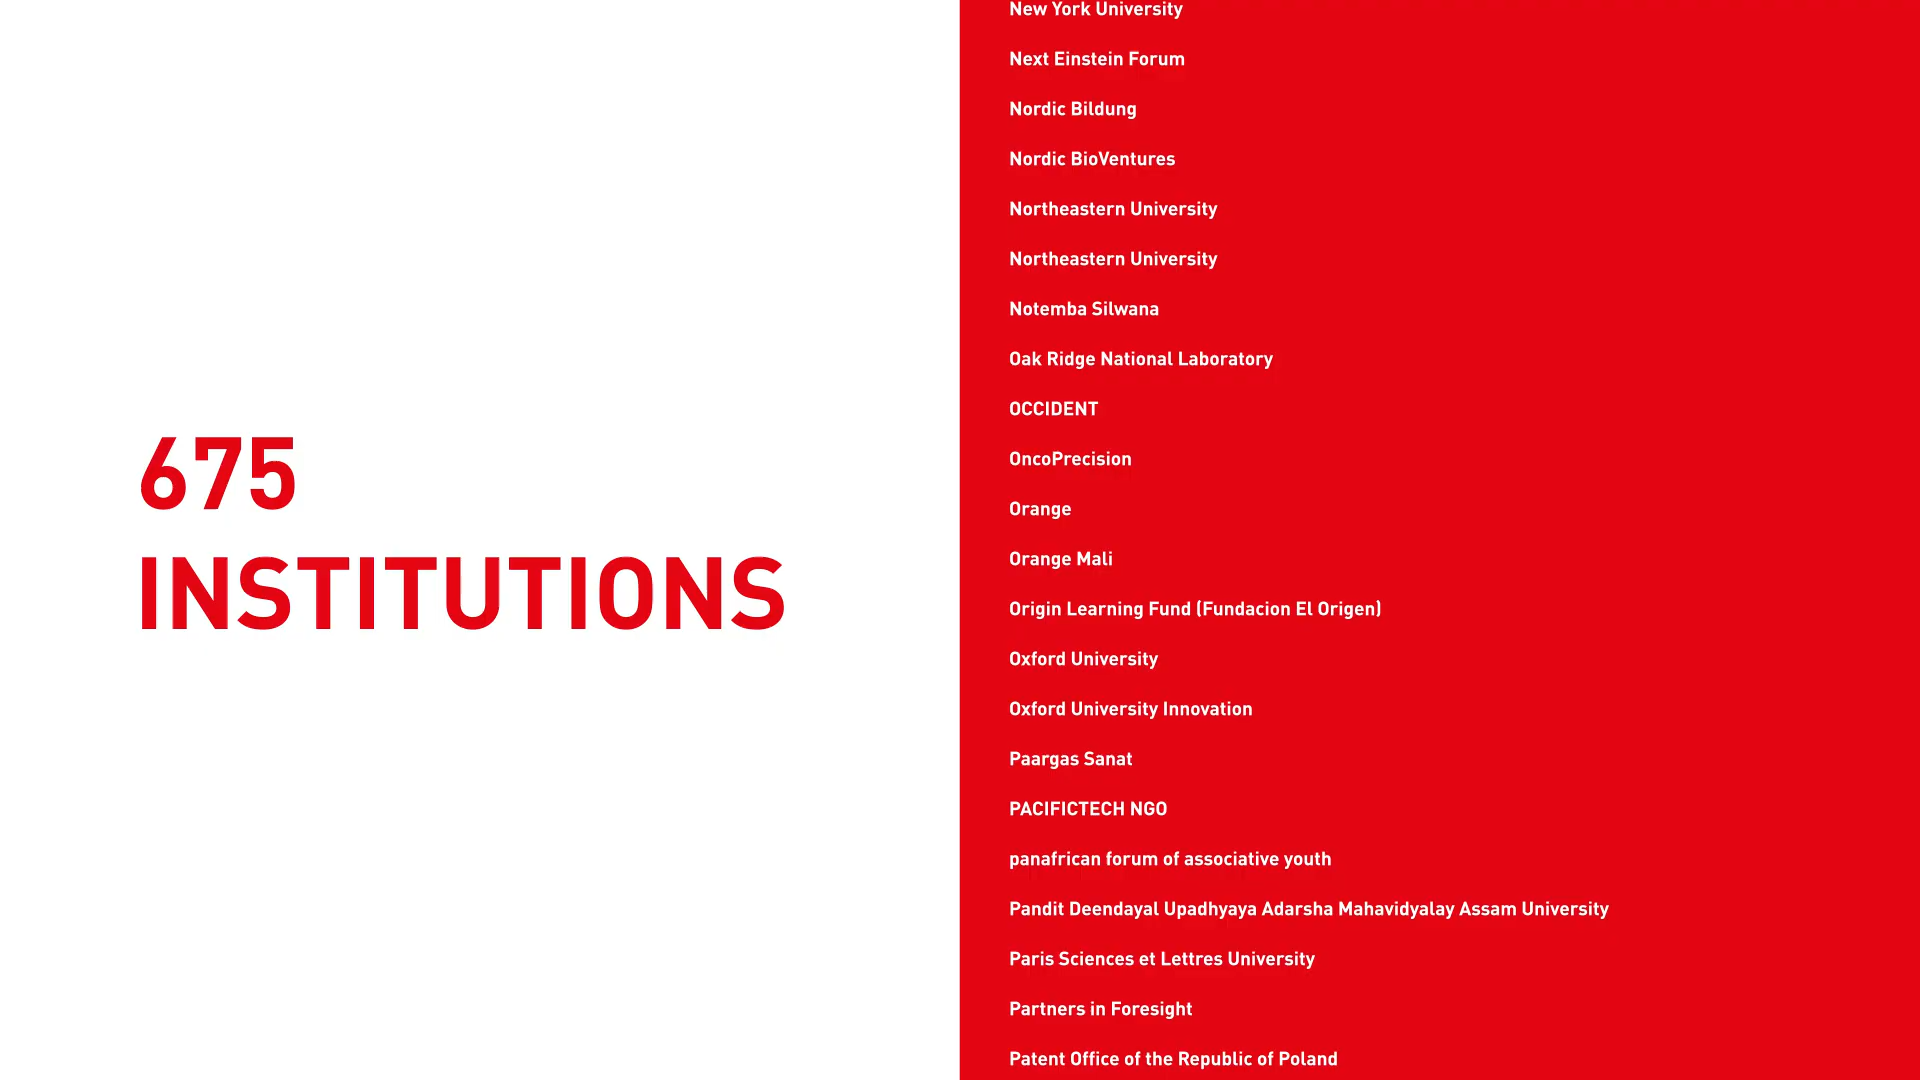 675
INSTITUTIONS
New York University
Next Einstein Forum
Nordic Bildung
Nordic BioVentures
Northeastern University
Northeastern University
Notemba Silwana
Oak Ridge National Laboratory
OCCIDENT
OncoPrecision
Orange
Orange Mali
Origin Learning Fund (Fundacion El Origen)
Oxford University
Oxford University Innovation
Paargas Sanat
PACIFICTECH NGO
panafrican forum of associative youth
Pandit Deendayal Upadhyaya Adarsha Mahavidyalay Assam University
Paris Sciences et Lettres University
Partners in Foresight
Patent Office of the Republic of Poland